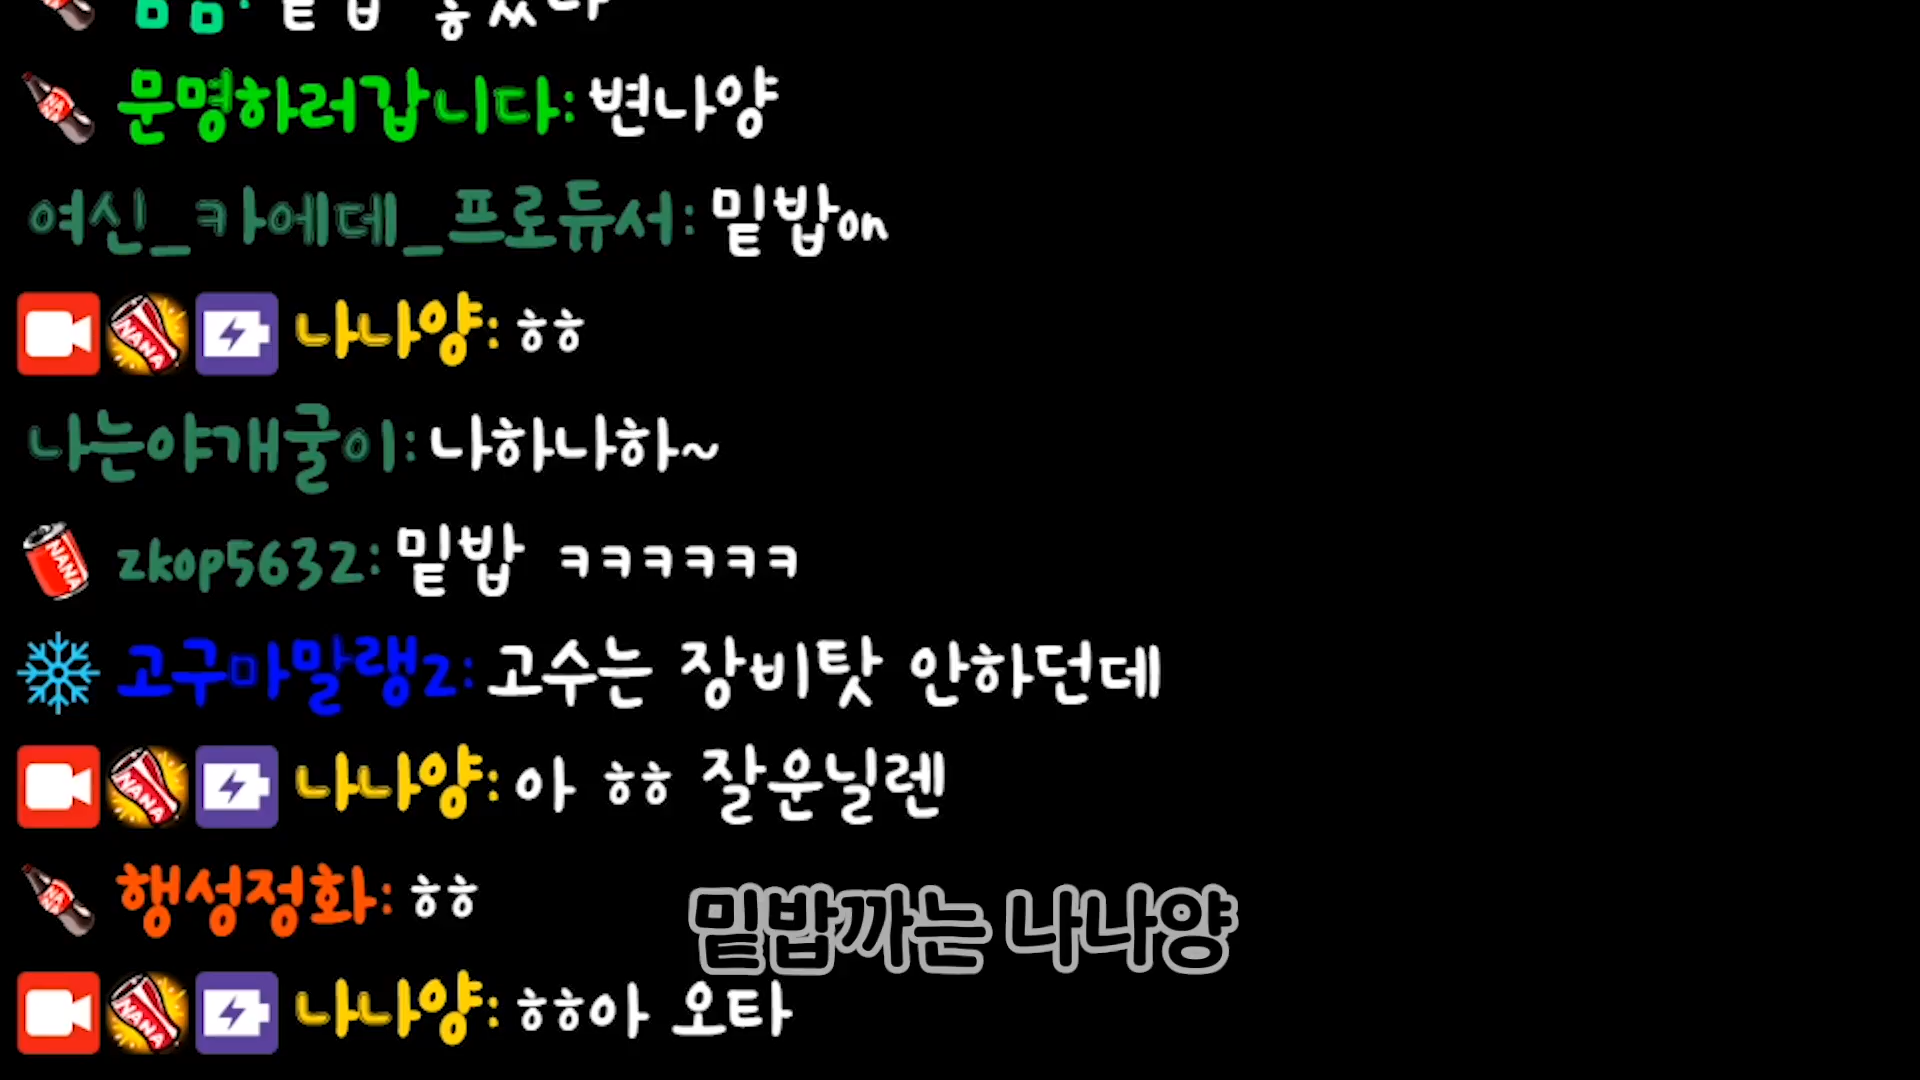 문명하러갑니다: 변나양
여신_카에데_프로듀서: 밑밥on
나나양: ㅎㅎ
나는야개굴이: 나하나하~
zkop5632: 밑밥 ㅋㅋㅋㅋㅋㅋ
고구마말랭2: 고수는 장비탓 안하던데
나나양: 아 ㅎㅎ 잘운닐렌
행성정화: ㅎㅎ
밑밥까는 나나양
나나양: ㅎㅎ아 오타